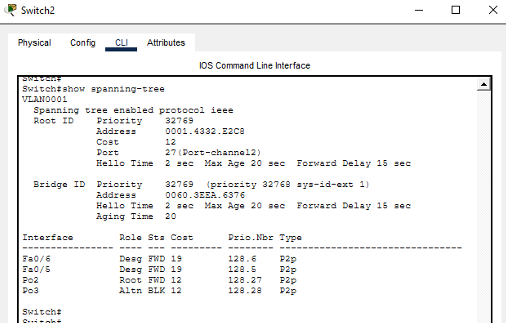 Switch2
Physical Config CLI Attributes
IOS Command Line Interface
Switch#
Switch#show spanning-tree
VLAN0001
Spanning tree enabled protocol ieee
Root ID Priority 32769
Address 0001.4332.E2C8
Cost 12
Port 27(Port-channel2)
Hello Time 2 sec Max Age 20 sec Forward Delay 15 sec
Bridge ID Priority 32769 (priority 32768 sys-id-ext 1)
Address 0060.3EEA.6376
Hello Time 2 sec Max Age 20 sec Forward Delay 15 sec
Aging Time 20
Interface Role Sts Cost Prio.Nbr Type
---------------- ---- --- --------- -------- --------------------------------
Fa0/6 Desg FWD 19 128.6 P2p
Fa0/5 Desg FWD 19 128.5 P2p
Po2 Root FWD 12 128.27 P2p
Po3 Altn BLK 12 128.28 P2p
Switch#
Switch#